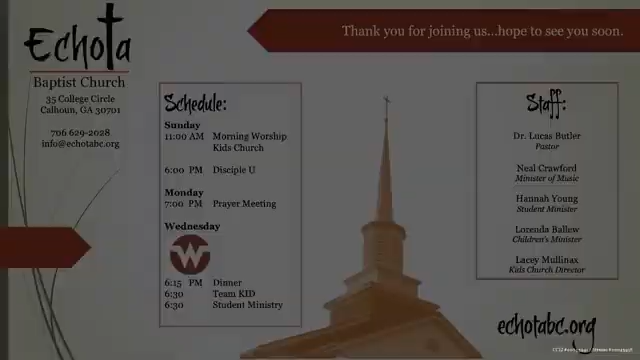 Echota
Baptist Church
35 College Circle
Calhoun, GA 30701
706 629-2028
info@echotabc.org
Thank you for joining us...hope to see you soon.
Schedule:
Sunday
11:00 AM Morning Worship
Kids Church
6:00 PM Disciple U
Monday
7:00 PM Prayer Meeting
Wednesday
W
6:15 PM Dinner
6:30 Team KID
6:30 Student Ministry
Staff:
Dr. Lucas Butler
Pastor
Neal Crawford
Minister of Music
Hannah Young
Student Minister
Lorenda Ballew
Children's Minister
Lacey Mullinax
Kids Church Director
echotabc.org